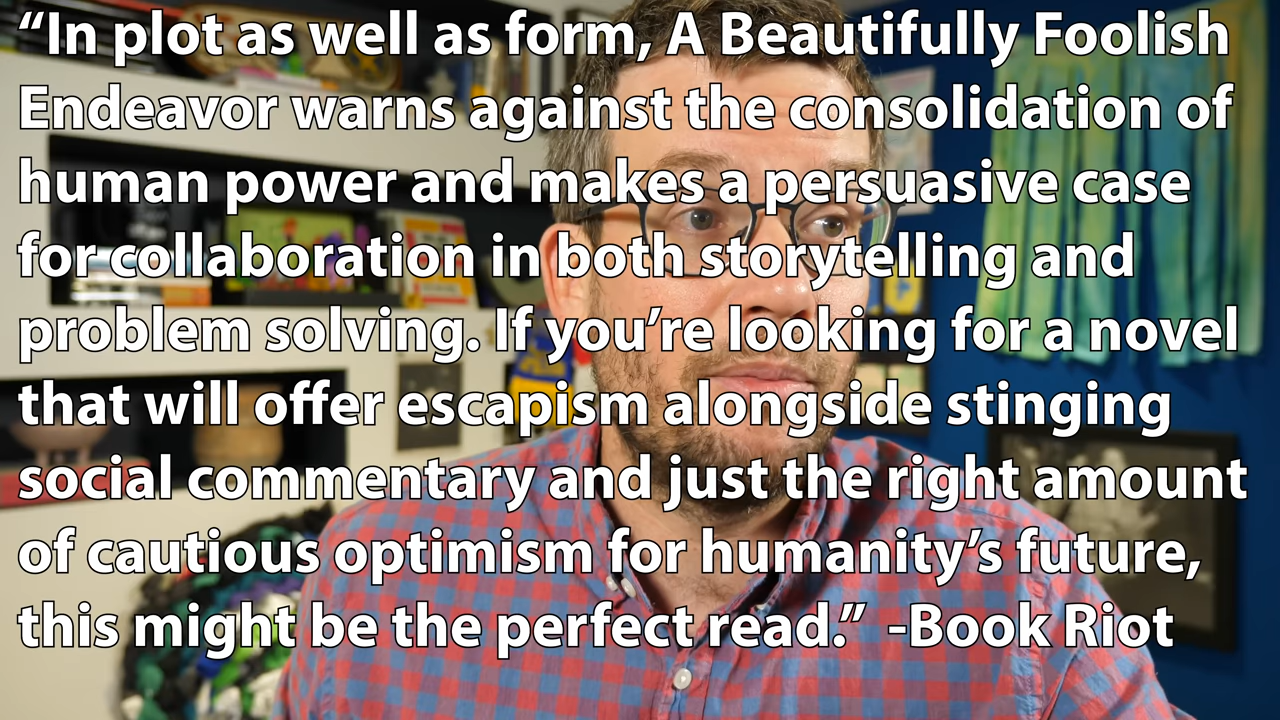 “In plot as well as form, A Beautifully Foolish
Endeavor warns against the consolidation of
human power and makes a persuasive case
for collaboration in both storytelling and
problem solving. If you’re looking for a novel
that will offer escapism alongside stinging
social commentary and just the right amount
of cautious optimism for humanity’s future,
this might be the perfect read.” -Book Riot